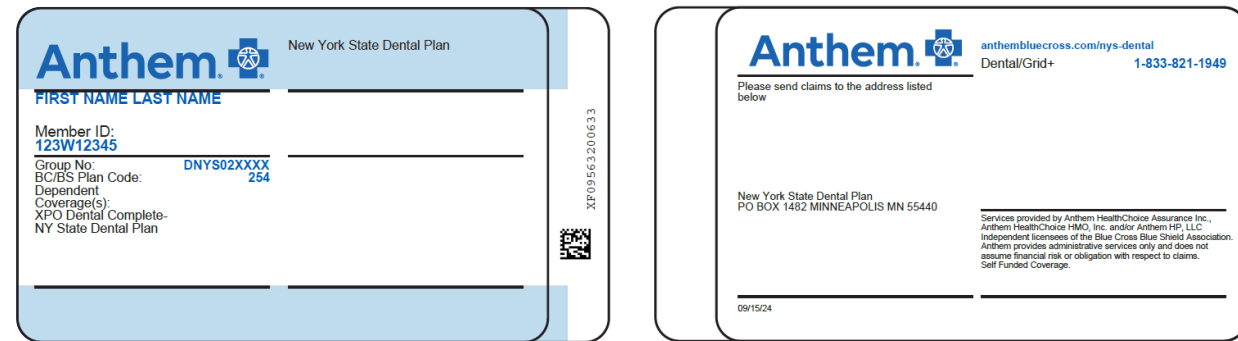 Anthem.
New York State Dental Plan
FIRST NAME LAST NAME
Member ID:
123W12345
Group No: DNYS02XXXX
BC/BS Plan Code: 254
Dependent
Coverage(s):
XPO Dental Complete-
NY State Dental Plan
XF09563200633
Anthem.
anthembluecross.com/nys-dental
Dental/Grid+ 1-833-821-1949
Please send claims to the address listed
below
New York State Dental Plan
PO BOX 1482 MINNEAPOLIS MN 55440
Services provided by Anthem HealthChoice Assurance Inc.,
Anthem HealthChoice HMO, Inc. and/or Anthem HP, LLC
Independent licensees of the Blue Cross Blue Shield Association.
Anthem provides administrative services only and does not
assume financial risk or obligation with respect to claims.
Self Funded Coverage.
09/15/24